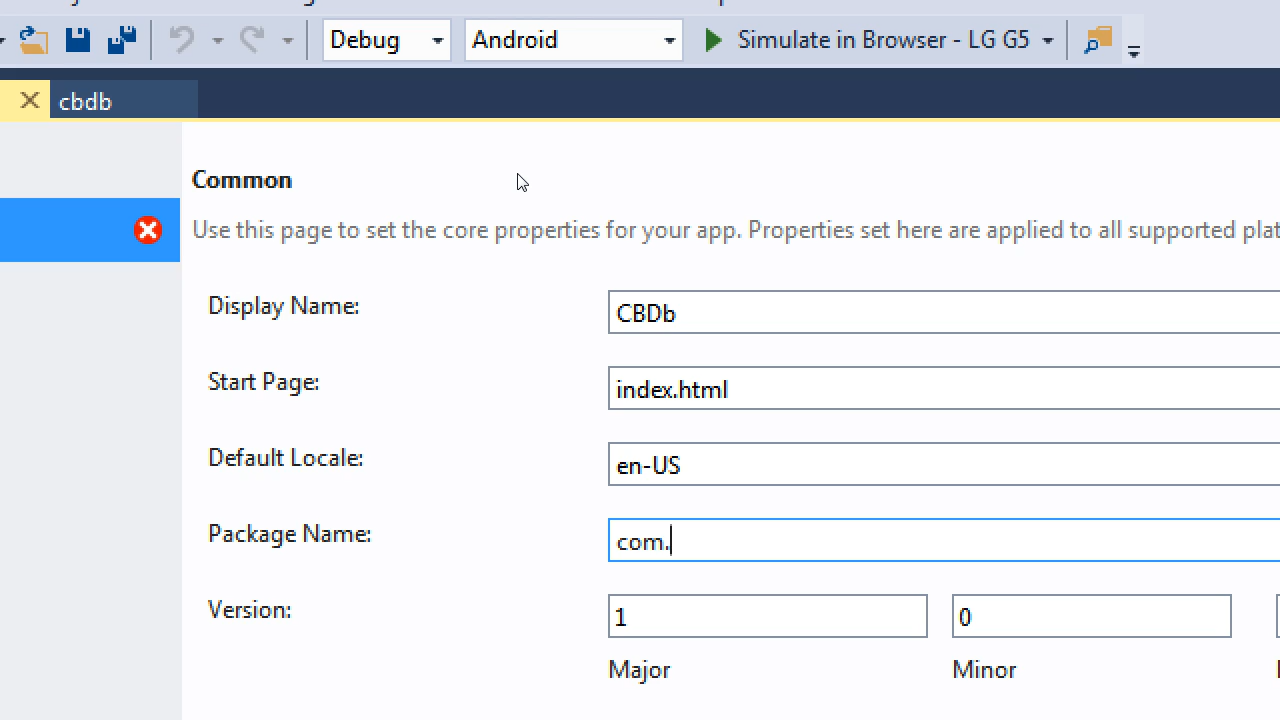 Debug
Android
Simulate in Browser - LG G5
cbdb
Common
Use this page to set the core properties for your app. Properties set here are applied to all supported plat
Display Name:
CBDb
Start Page:
index.html
Default Locale:
en-US
Package Name:
com.
Version:
1
0
Major
Minor